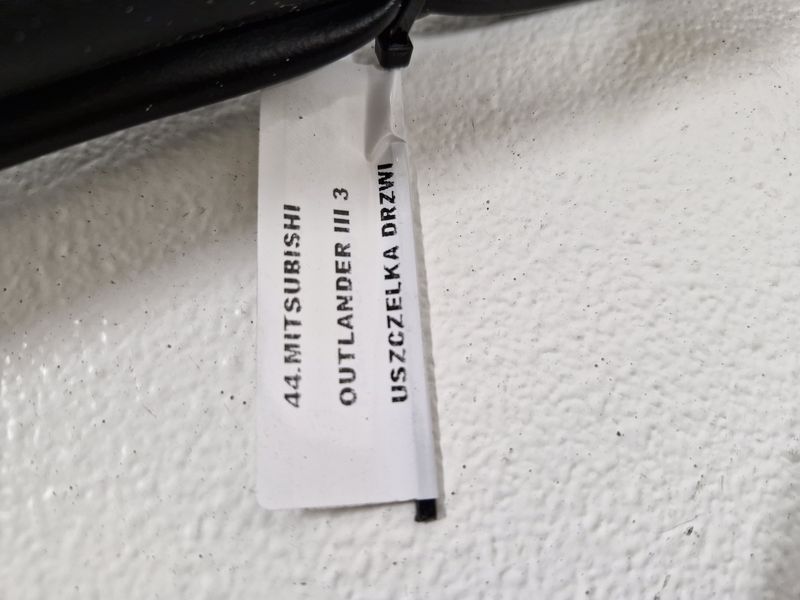 44.MITSUBISHI
OUTLANDER III 3
USZCZELKA DRZWI